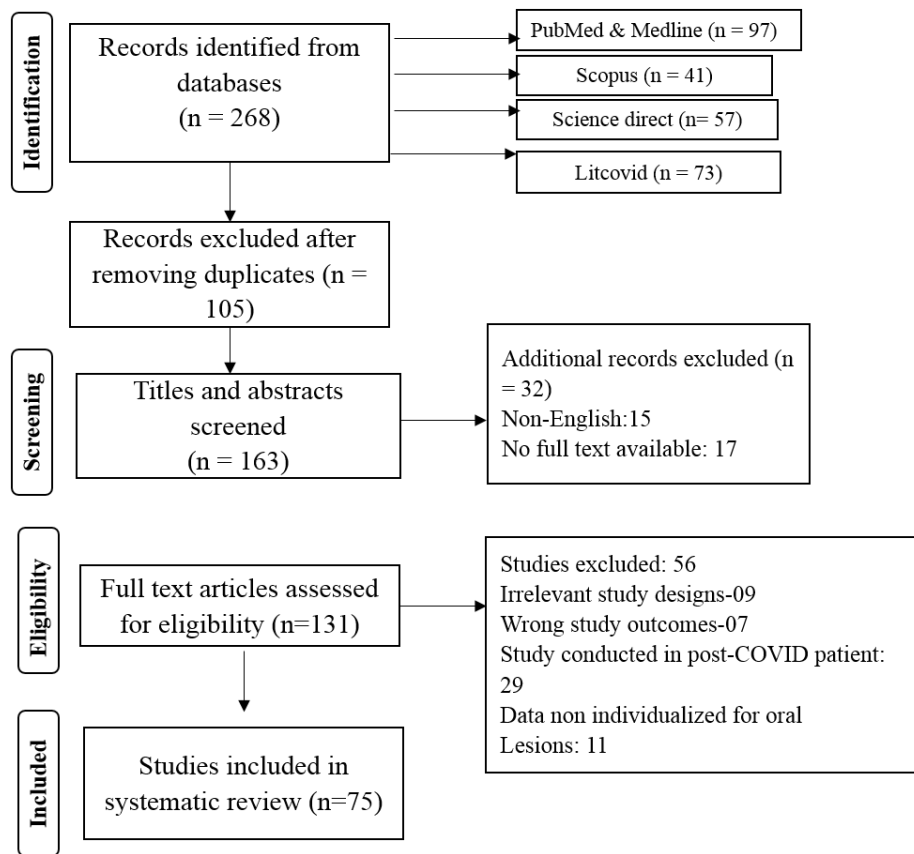 Identification
Records identified from
databases
(n = 268)
PubMed & Medline (n = 97)
Scopus (n = 41)
Science direct (n= 57)
Litcovid (n = 73)
Records excluded after
removing duplicates (n =
105)
Screening
Titles and abstracts
screened
(n = 163)
Additional records excluded (n
= 32)
Non-English:15
No full text available: 17
Eligibility
Full text articles assessed
for eligibility (n=131)
Studies excluded: 56
Irrelevant study designs-09
Wrong study outcomes-07
Study conducted in post-COVID patient:
29
Data non individualized for oral
Lesions: 11
Included
Studies included in
systematic review (n=75)